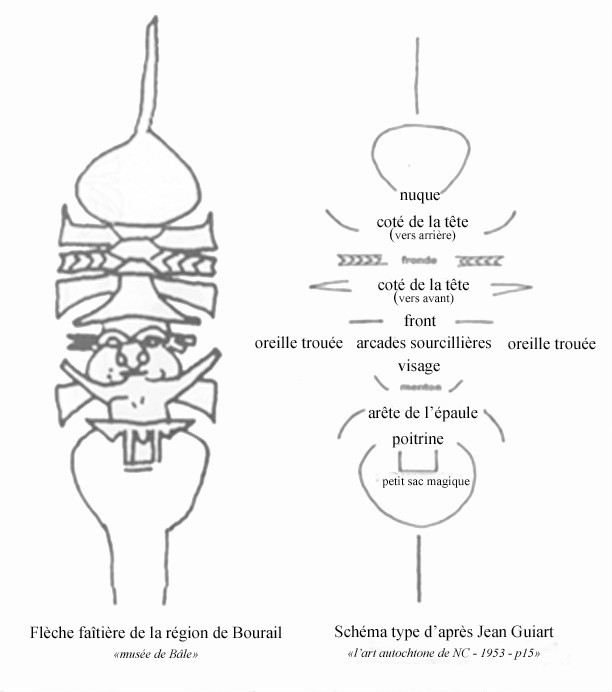 nuque
coté de la tête
(vers arrière)
fronde
coté de la tête
(vers avant)
front
oreille trouée arcades sourcillières oreille trouée
visage
menton
arête de l'épaule
poitrine
petit sac magique
Flèche faîtière de la région de Bourail
«musée de Bâle»
Schéma type d'après Jean Guiart
«l'art autochtone de NC - 1953 - p15»